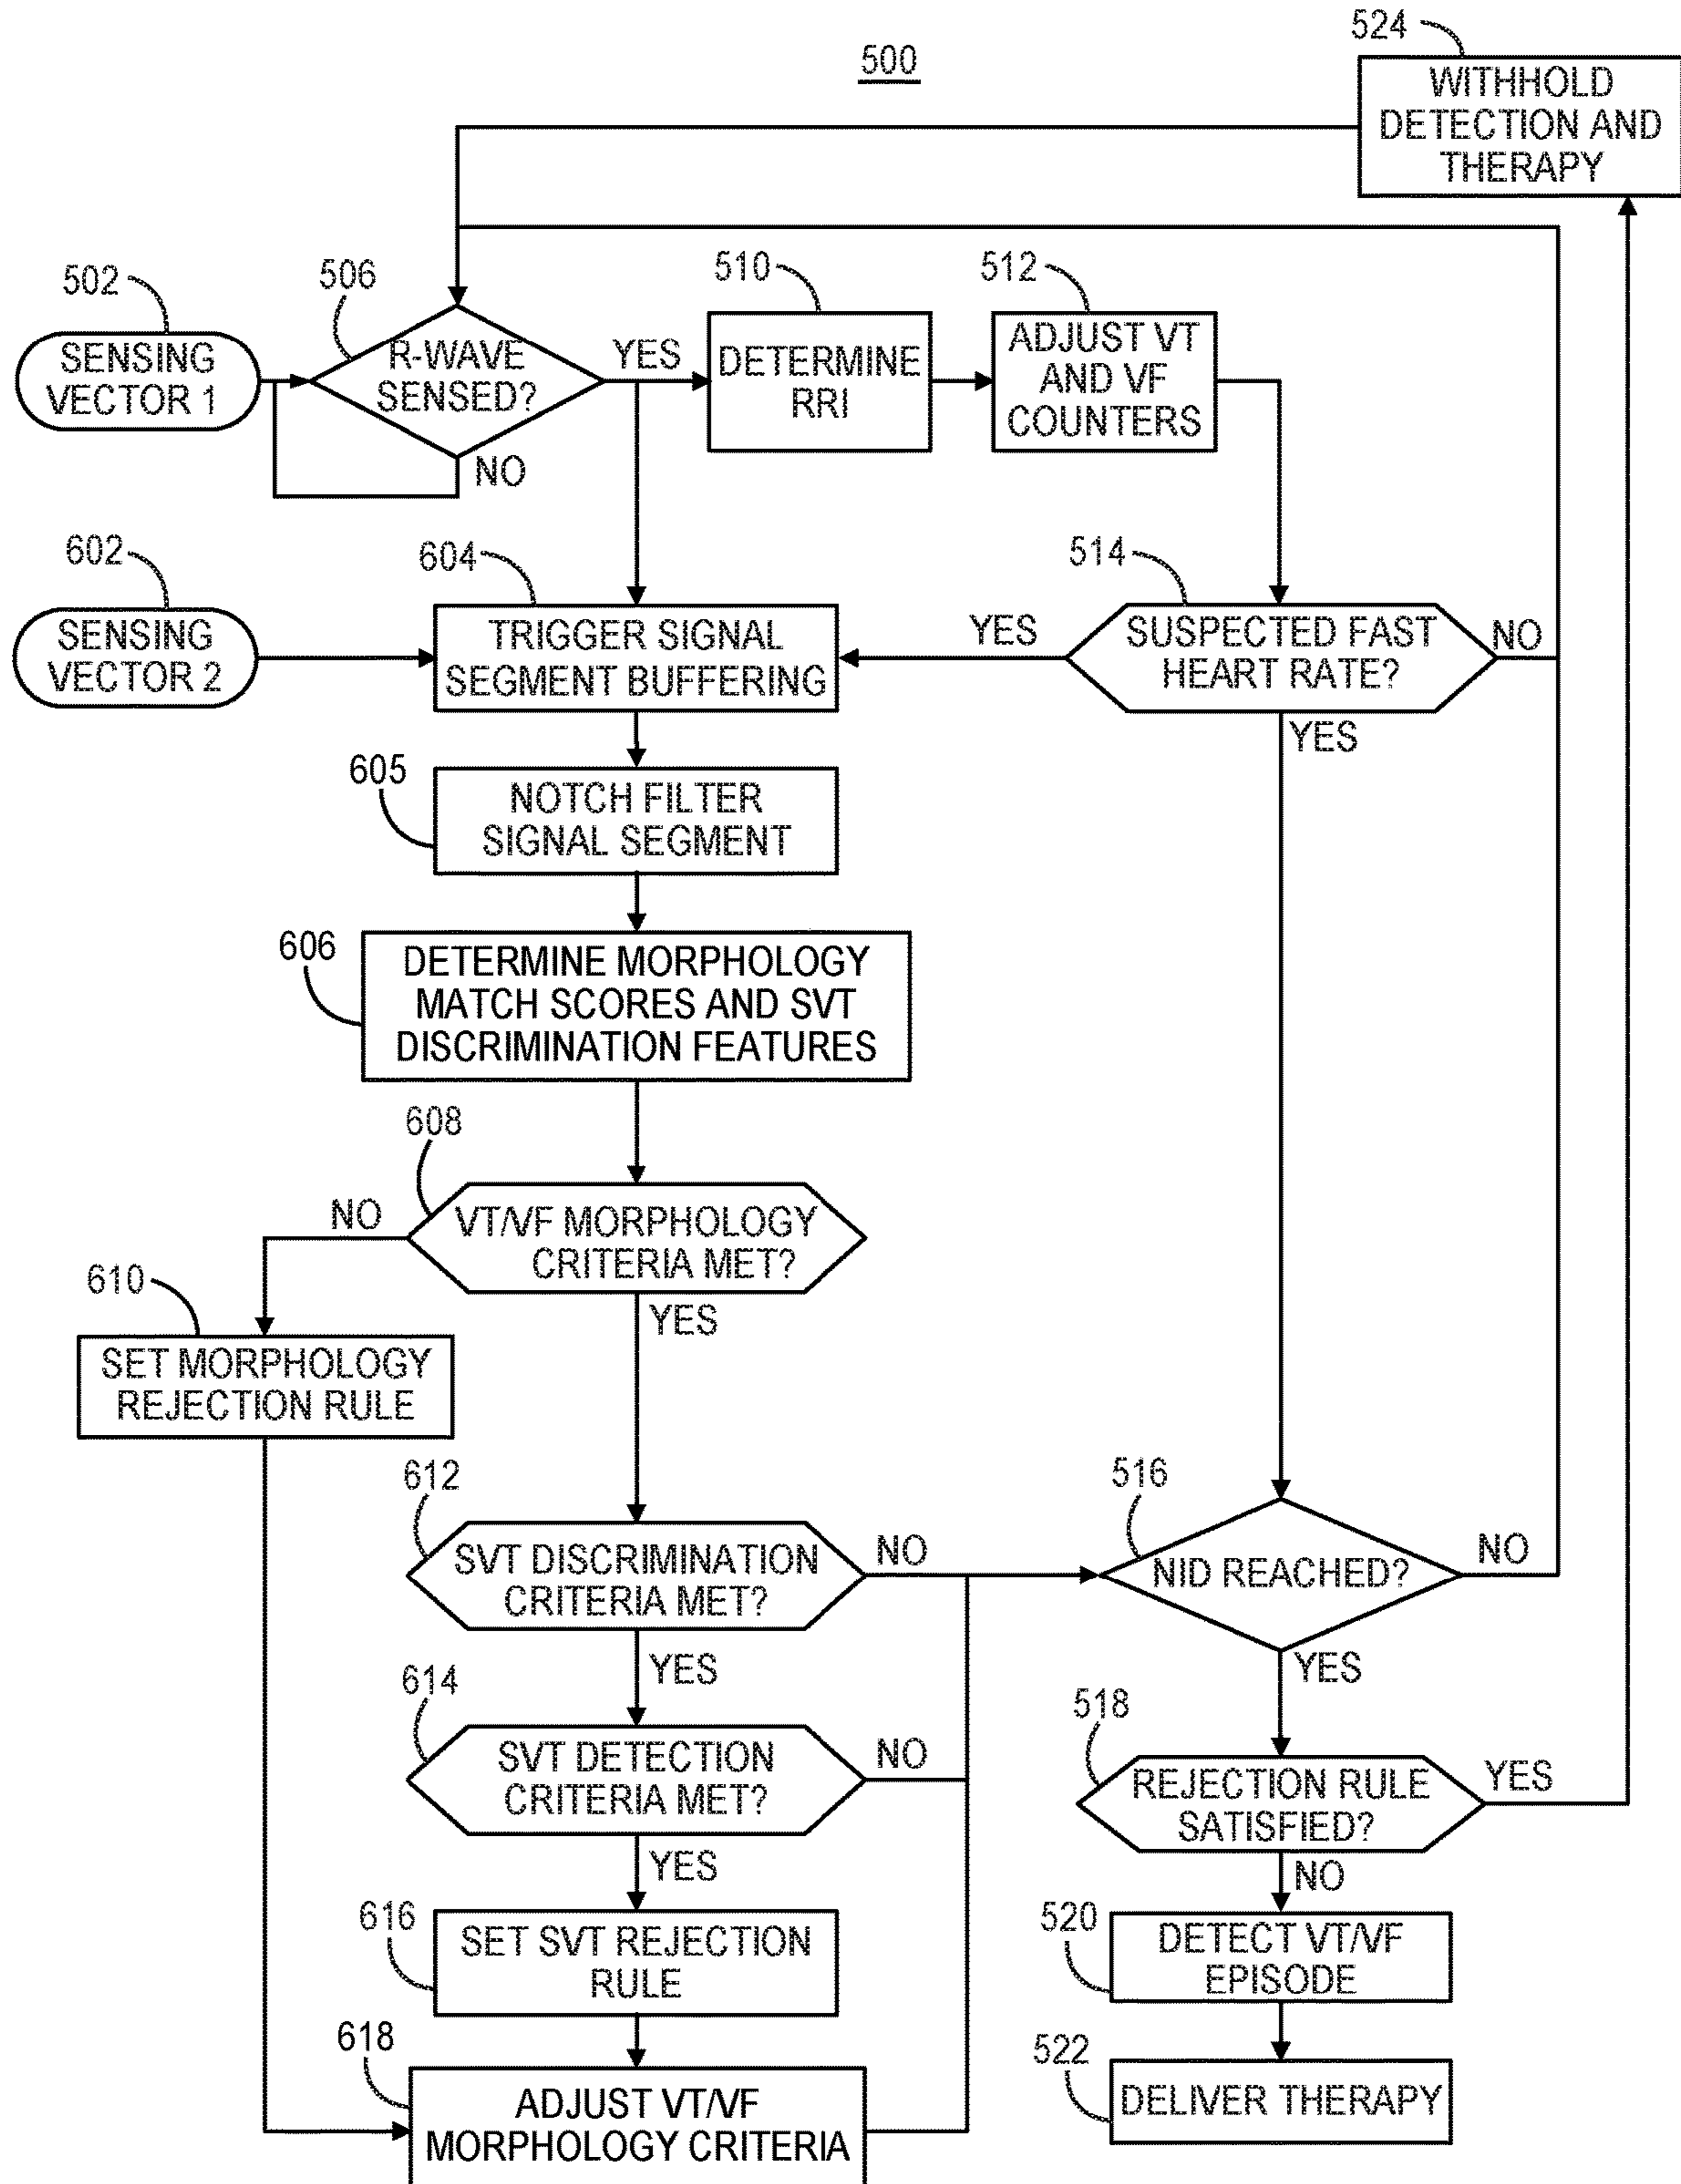 500
524
WITHHOLD
DETECTION AND
THERAPY
502
SENSING
VECTOR 1
506
R-WAVE
SENSED?
YES
NO
510
DETERMINE
RRI
512
ADJUST VT
AND VF
COUNTERS
602
SENSING
VECTOR 2
604
TRIGGER SIGNAL
SEGMENT BUFFERING
YES
514
SUSPECTED FAST
HEART RATE?
NO
YES
605
NOTCH FILTER
SIGNAL SEGMENT
606
DETERMINE MORPHOLOGY
MATCH SCORES AND SVT
DISCRIMINATION FEATURES
608
NO
VT/VF MORPHOLOGY
CRITERIA MET?
YES
610
SET MORPHOLOGY
REJECTION RULE
612
SVT DISCRIMINATION
CRITERIA MET?
NO
YES
516
NID REACHED?
NO
YES
614
SVT DETECTION
CRITERIA MET?
NO
YES
518
REJECTION RULE
SATISFIED?
YES
NO
616
SET SVT REJECTION
RULE
520
DETECT VT/VF
EPISODE
618
ADJUST VT/VF
MORPHOLOGY CRITERIA
522
DELIVER THERAPY